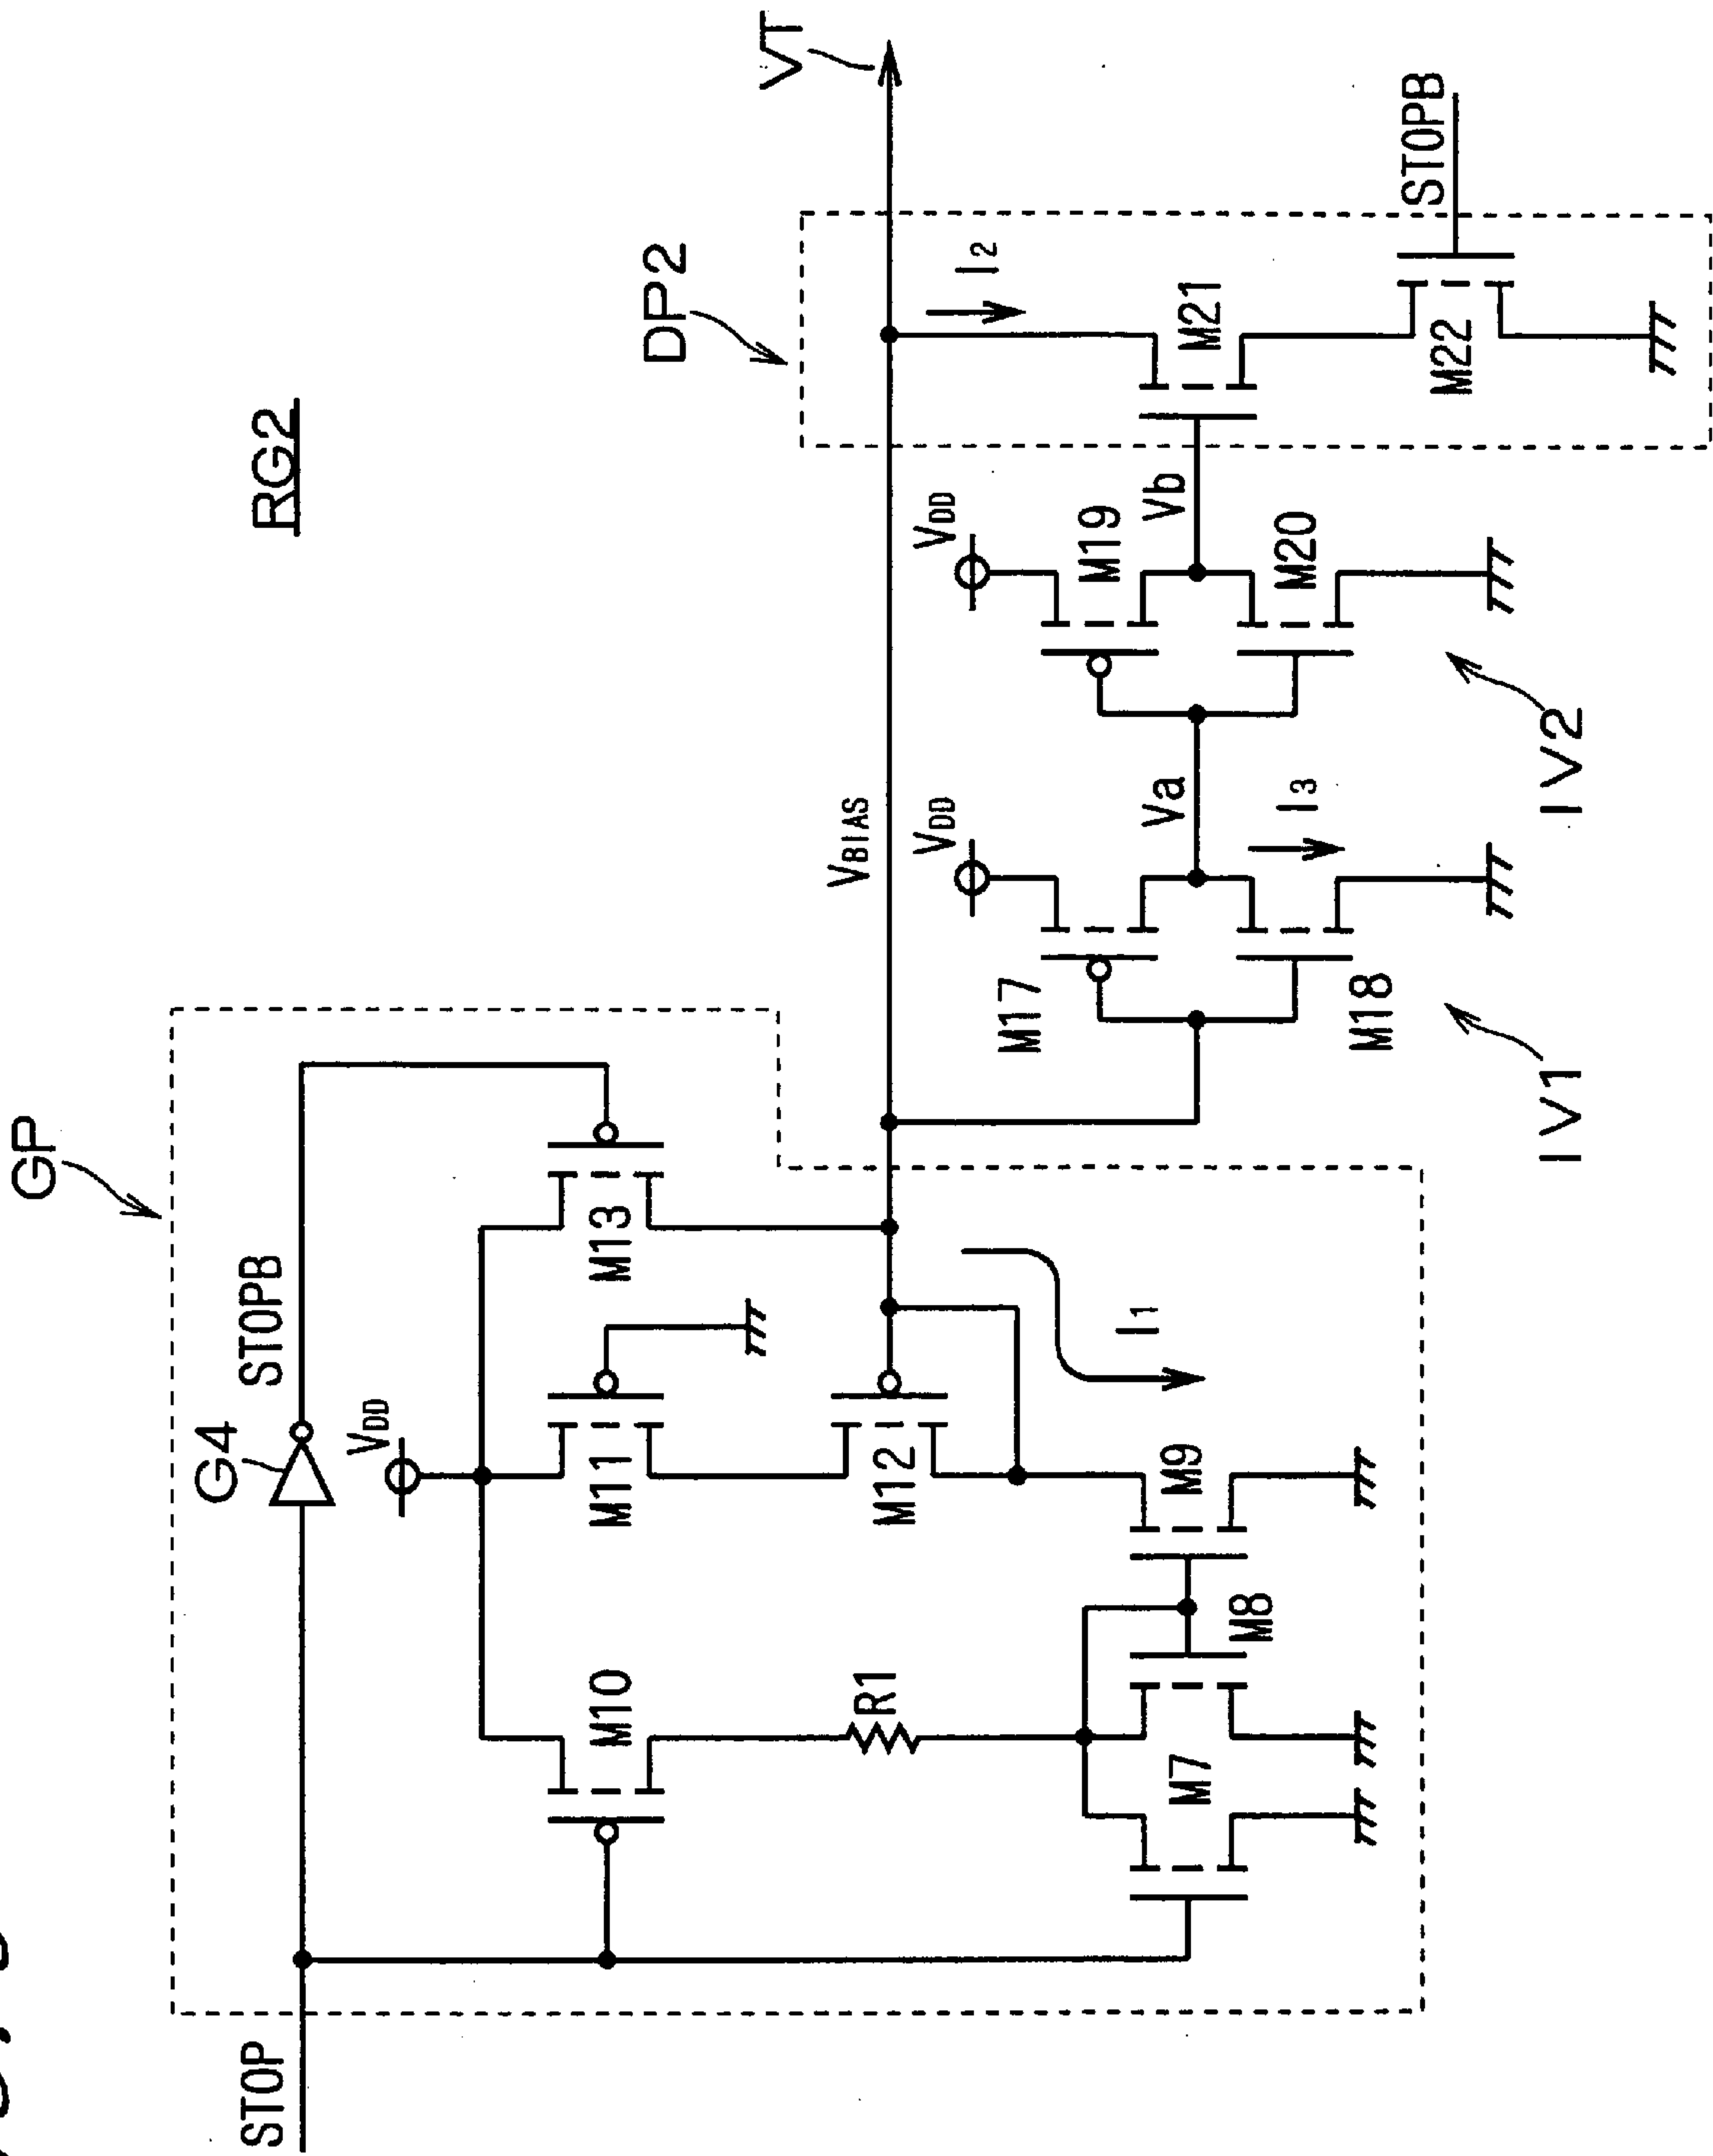 RG2
GP
STOP
G4
STOPB
VDD
M10
M11
M13
R1
M12
M7
M8
M9
I1
VBIAS
VT
DP2
VDD
VDD
M17
M18
Va
I3
M19
M20
Vb
I2
M21
M22
STOPB
IV1
IV2